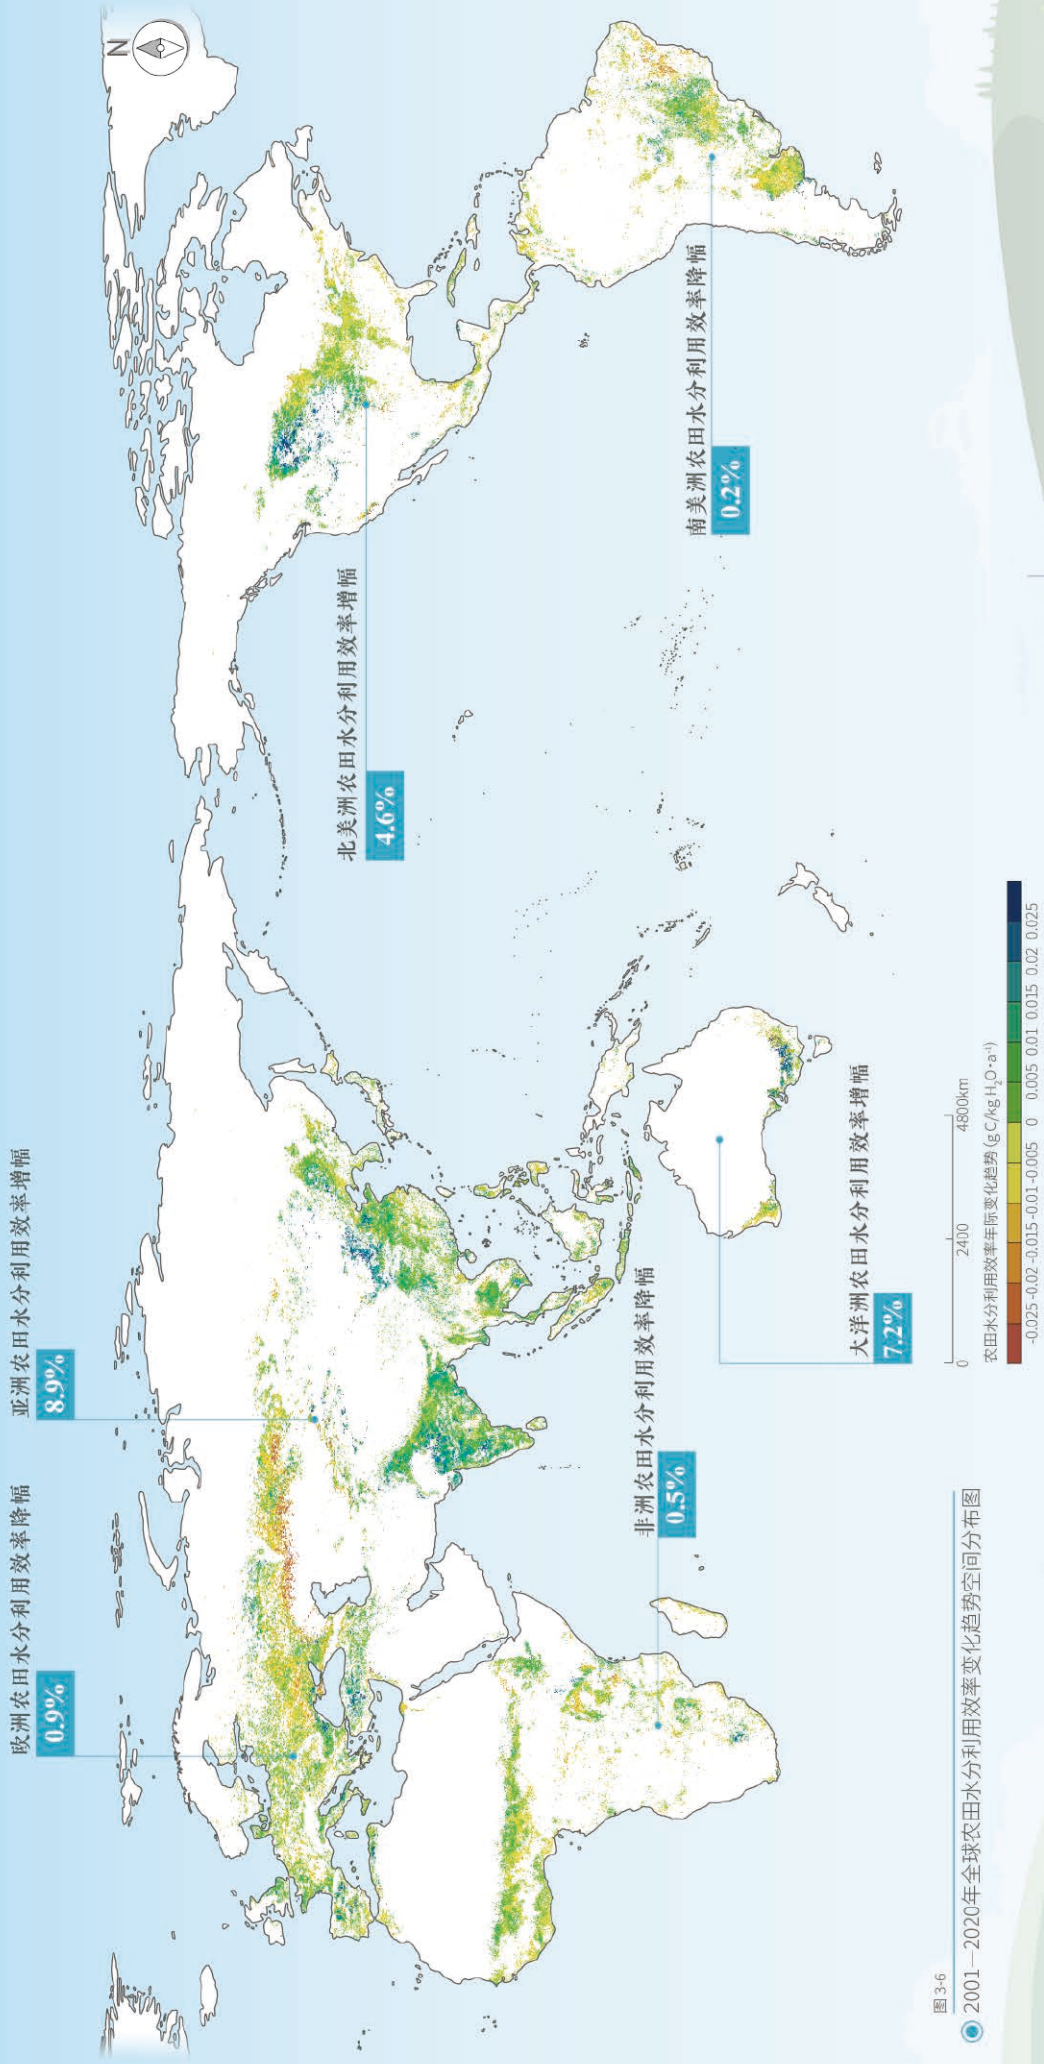 欧洲农田水分利用效率降幅
0.9%
亚洲农田水分利用效率增幅
8.9%
N
北美洲农田水分利用效率增幅
4.6%
南美洲农田水分利用效率降幅
0.2%
非洲农田水分利用效率降幅
0.5%
大洋洲农田水分利用效率增幅
7.2%
0 2400 4800km
农田水分利用效率年际变化趋势 (g C/kg H₂O·a⁻¹)
-0.025 -0.02 -0.015 -0.01 -0.005 0 0.005 0.01 0.015 0.02 0.025
图 3-6
2001—2020年全球农田水分利用效率变化趋势空间分布图